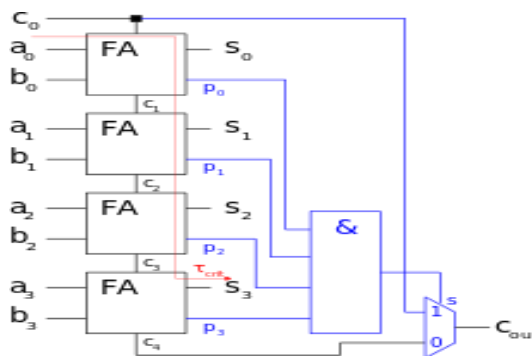 c₀
a₀ FA s₀
b₀ p₀
c₁
a₁ FA s₁
b₁ p₁
c₂
a₂ FA s₂
b₂ p₂ &
c₃ τcrit
a₃ FA s₃ s
b₃ p₃ 1
c₄ 0 cou